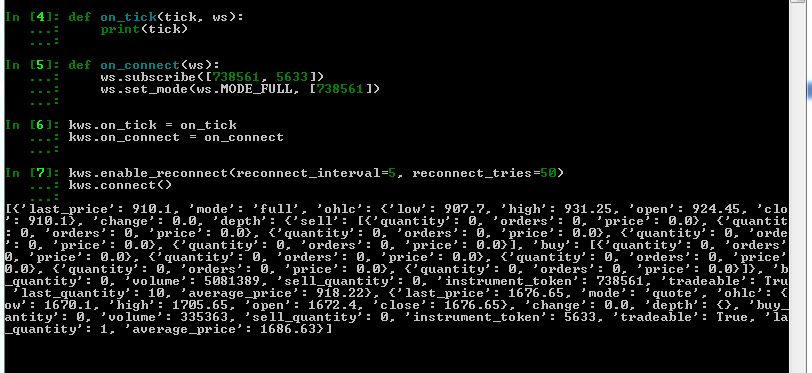 In [4]: def on_tick(tick, ws):
   ...:     print(tick)
   ...:
In [5]: def on_connect(ws):
   ...:     ws.subscribe([738561, 5633])
   ...:     ws.set_mode(ws.MODE_FULL, [738561])
   ...:
In [6]: kws.on_tick = on_tick
   ...: kws.on_connect = on_connect
   ...:
In [7]: kws.enable_reconnect(reconnect_interval=5, reconnect_tries=50)
   ...: kws.connect()
[{'last_price': 910.1, 'mode': 'full', 'ohlc': {'low': 907.7, 'high': 931.25, 'open': 924.45, 'clo
': 910.1}, 'change': 0.0, 'depth': {'sell': [{'quantity': 0, 'orders': 0, 'price': 0.0}, {'quantit
': 0, 'orders': 0, 'price': 0.0}, {'quantity': 0, 'orders': 0, 'price': 0.0}, {'quantity': 0, 'orde
': 0, 'price': 0.0}, {'quantity': 0, 'orders': 0, 'price': 0.0}], 'buy': [{'quantity': 0, 'orders'
0, 'price': 0.0}, {'quantity': 0, 'orders': 0, 'price': 0.0}, {'quantity': 0, 'orders': 0, 'price':
0.0}, {'quantity': 0, 'orders': 0, 'price': 0.0}, {'quantity': 0, 'orders': 0, 'price': 0.0}]}, 'b
_quantity': 0, 'volume': 5081389, 'sell_quantity': 0, 'instrument_token': 738561, 'tradeable': Tru
 'last_quantity': 10, 'average_price': 918.22}, {'last_price': 1676.65, 'mode': 'quote', 'ohlc': {
ow': 1670.1, 'high': 1705.65, 'open': 1672.4, 'close': 1676.65}, 'change': 0.0, 'depth': {}, 'buy_
antity': 0, 'volume': 335363, 'sell_quantity': 0, 'instrument_token': 5633, 'tradeable': True, 'la
_quantity': 1, 'average_price': 1686.63}]